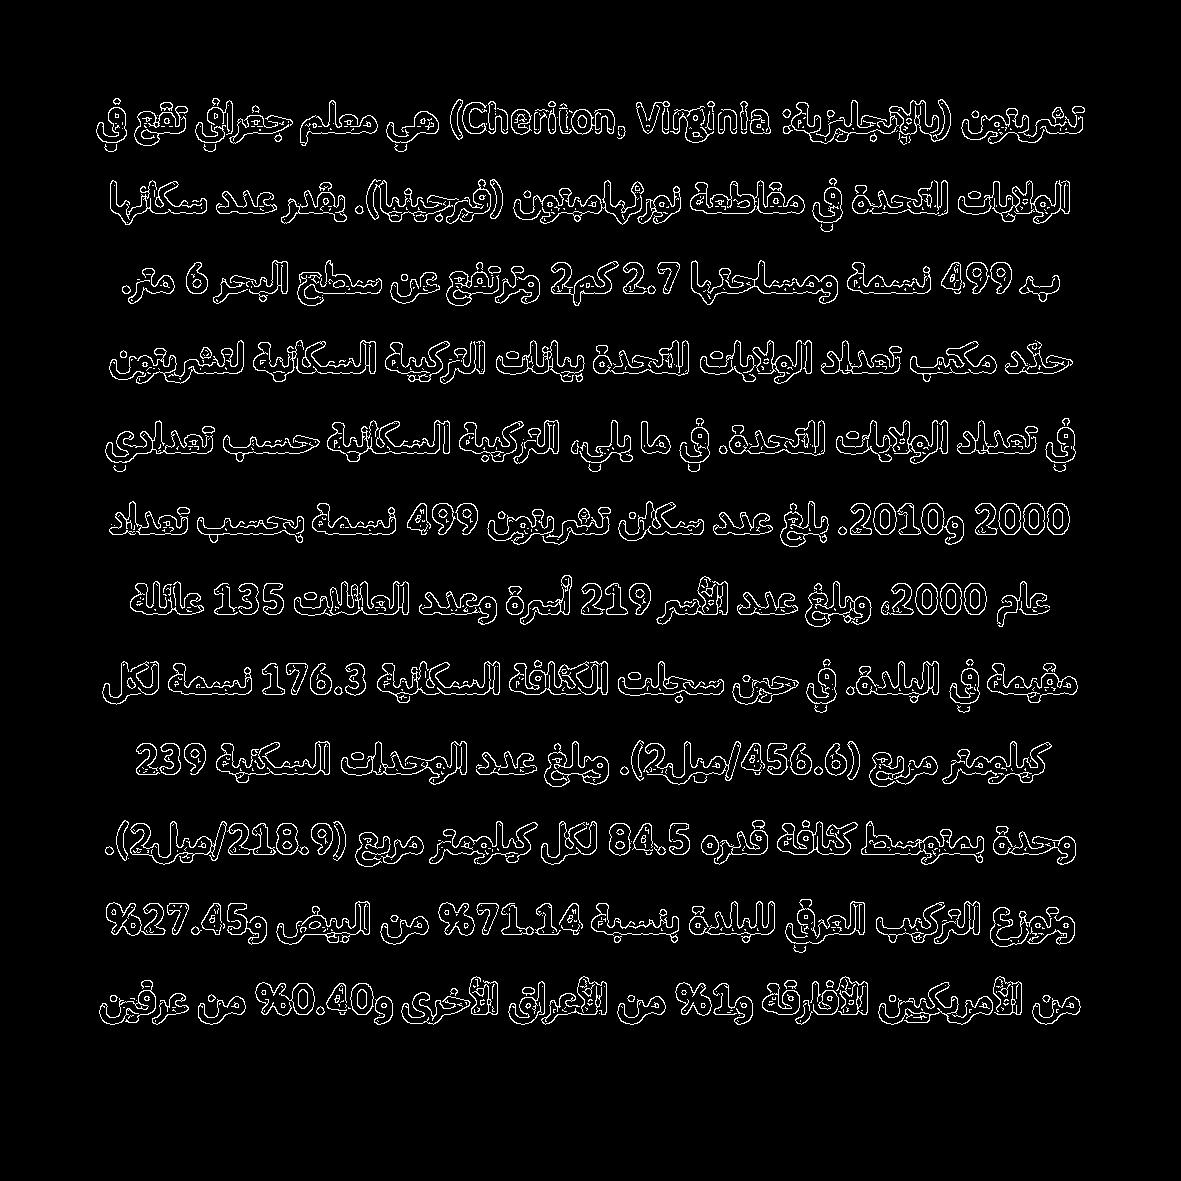 تشريتون (بالإنجليزية: Cheriton, Virginia) هي معلم جغرافي تقع في
الولايات المتحدة في مقاطعة نورثهامبتون (فيرجينيا). يقدر عدد سكانها
ب 499 نسمة ومساحتها 2.7 كم2 وترتفع عن سطح البحر 6 متر.
حدّد مكتب تعداد الولايات المتحدة بيانات التركيبة السكانية لتشريتون
في تعداد الولايات المتحدة. في ما يلي، التركيبة السكانية حسب تعدادي
2000 و2010. بلغ عدد سكان تشريتون 499 نسمة بحسب تعداد
عام 2000، وبلغ عدد الأسر 219 أسرة وعدد العائلات 135 عائلة
مقيمة في البلدة. في حين سجلت الكثافة السكانية 176.3 نسمة لكل
كيلومتر مربع (456.6/ميل2). وبلغ عدد الوحدات السكنية 239
وحدة بمتوسط كثافة قدره 84.5 لكل كيلومتر مربع (218.9/ميل2).
وتوزع التركيب العرقي للبلدة بنسبة 71.14% من البيض و27.45%
من الأمريكيين الأفارقة و1% من الأعراق الأخرى و0.40% من عرقين